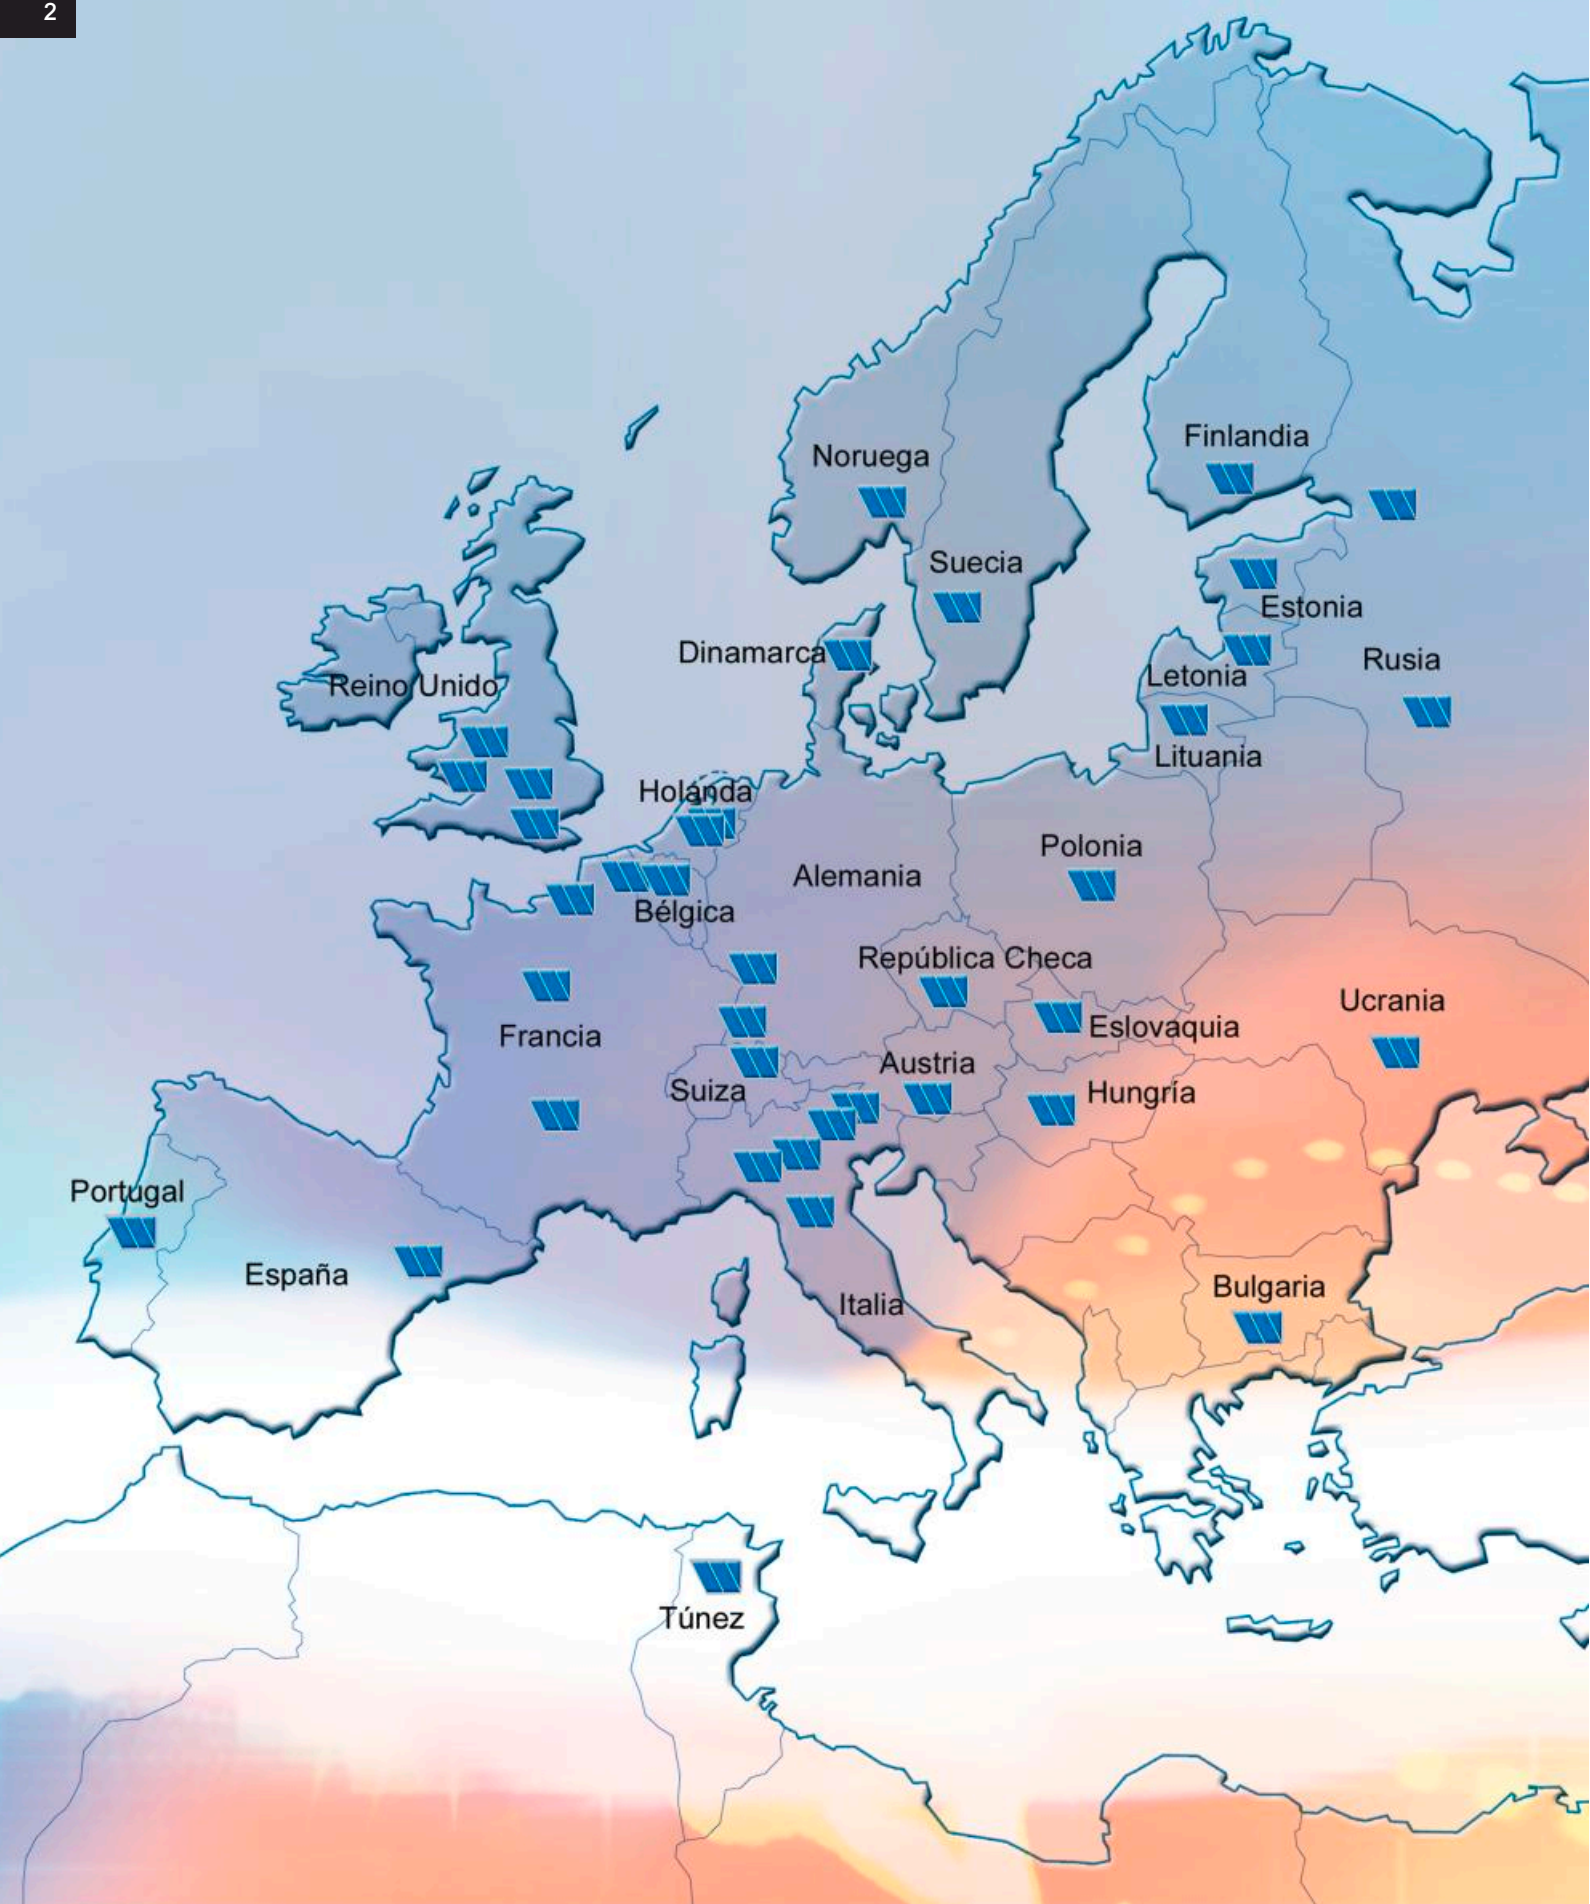 2
Finlandia
Noruega
Suecia
Estonia
Dinamarca
Rusia
Letonia
Reino Unido
Lituania
Holanda
Polonia
Alemania
Bélgica
República Checa
Ucrania
Eslovaquia
Francia
Austria
Suiza
Hungría
Portugal
España
Bulgaria
Italia
Túnez